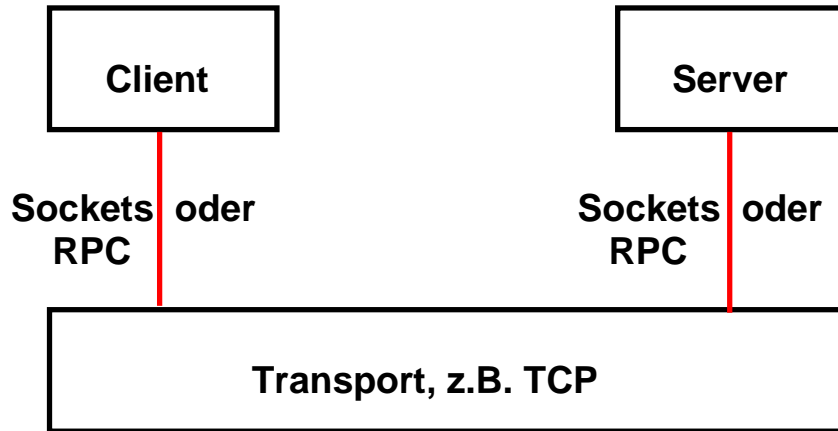 Client
Server
Sockets oder
RPC
Sockets oder
RPC
Transport, z.B. TCP